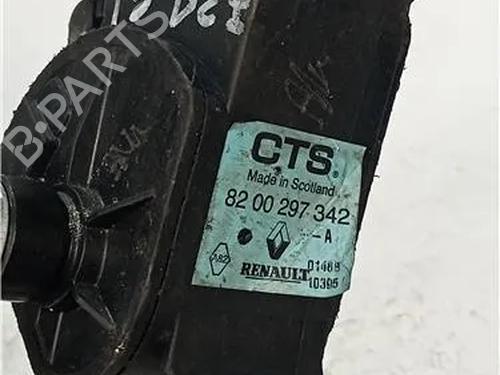 B-PARTS
CTS®
Made in Scotland
82 00 297 342
--A
RENAULT
01468
10395